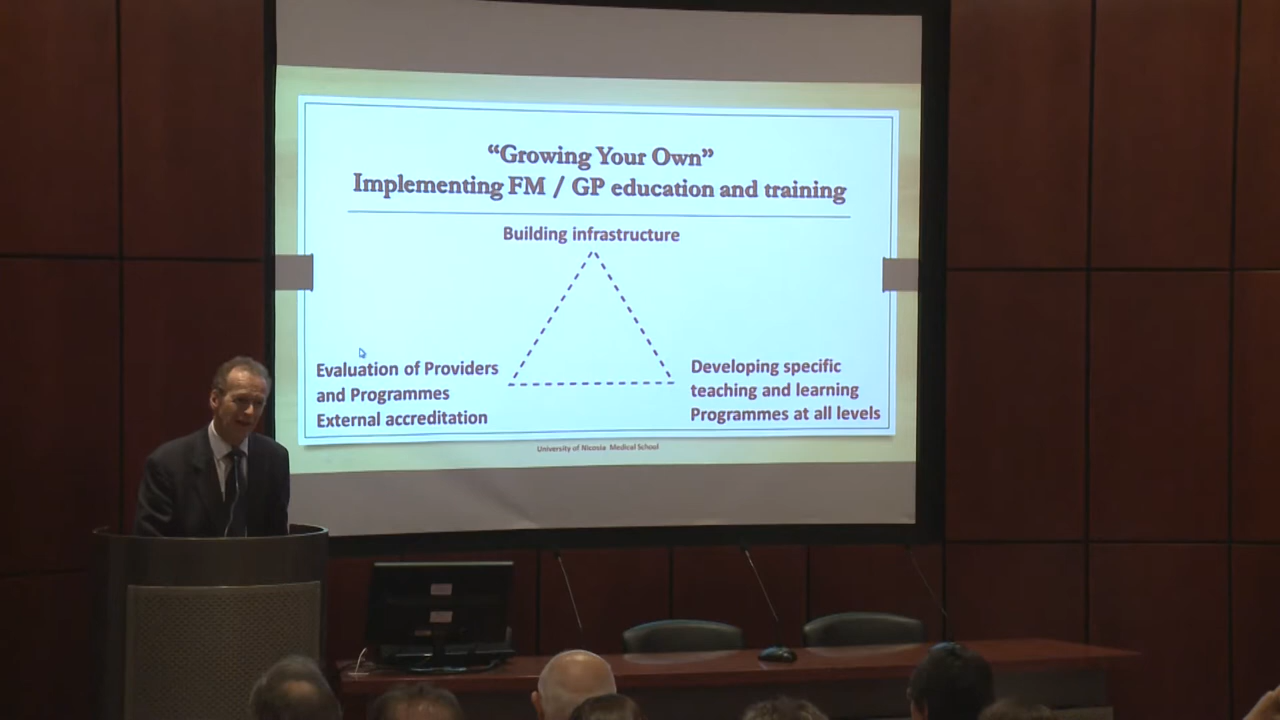 “Growing Your Own”
Implementing FM / GP education and training
Building infrastructure
Evaluation of Providers
and Programmes
External accreditation
Developing specific
teaching and learning
Programmes at all levels
University of Nicosia Medical School